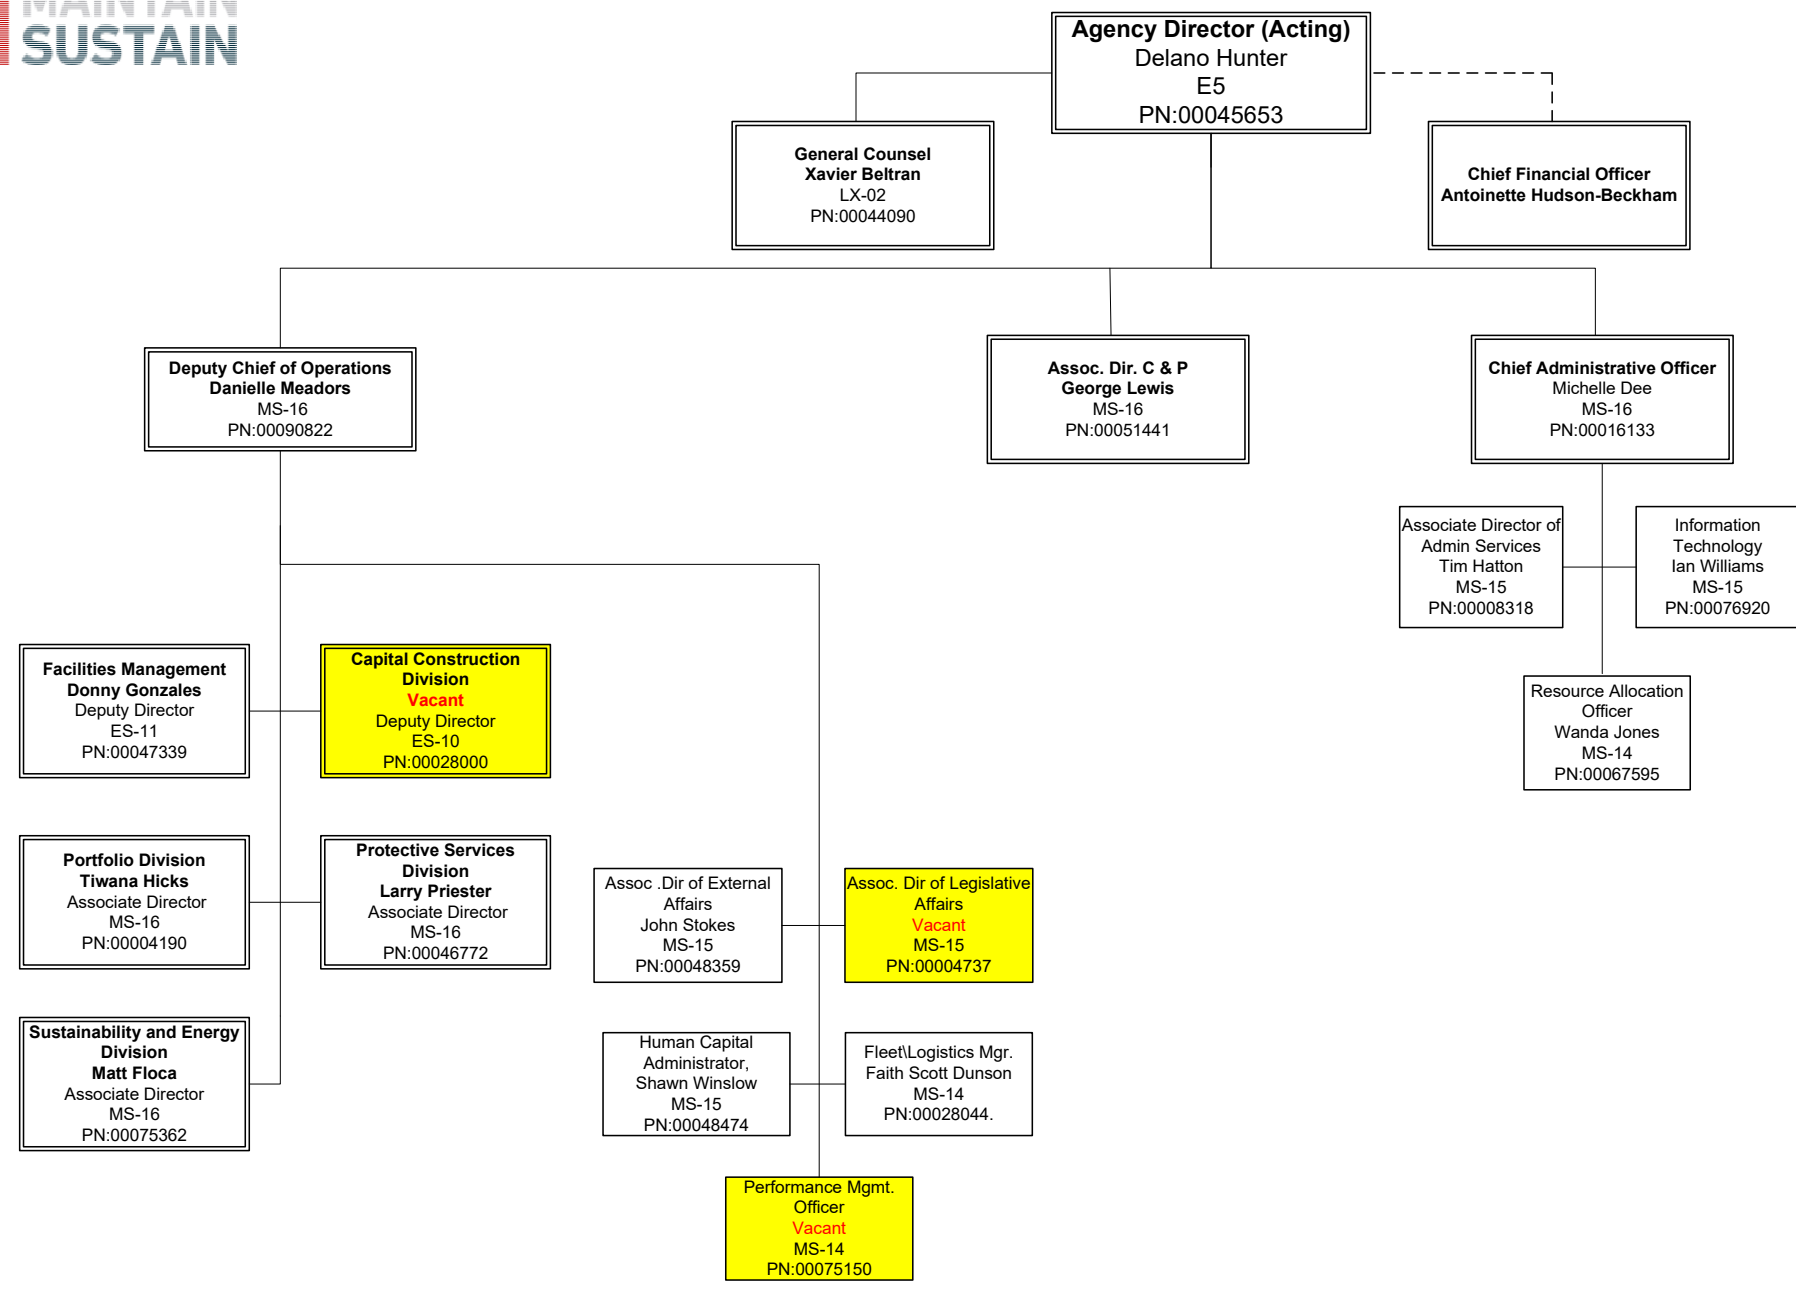 MAINTAIN
SUSTAIN
Agency Director (Acting)
Delano Hunter
E5
PN:00045653
General Counsel
Xavier Beltran
LX-02
PN:00044090
Chief Financial Officer
Antoinette Hudson-Beckham
Deputy Chief of Operations
Danielle Meadors
MS-16
PN:00090822
Assoc. Dir. C & P
George Lewis
MS-16
PN:00051441
Chief Administrative Officer
Michelle Dee
MS-16
PN:00016133
Associate Director of
Admin Services
Tim Hatton
MS-15
PN:00008318
Information
Technology
Ian Williams
MS-15
PN:00076920
Resource Allocation
Officer
Wanda Jones
MS-14
PN:00067595
Facilities Management
Donny Gonzales
Deputy Director
ES-11
PN:00047339
Capital Construction
Division
Vacant
Deputy Director
ES-10
PN:00028000
Portfolio Division
Tiwana Hicks
Associate Director
MS-16
PN:00004190
Protective Services
Division
Larry Priester
Associate Director
MS-16
PN:00046772
Sustainability and Energy
Division
Matt Floca
Associate Director
MS-16
PN:00075362
Assoc .Dir of External
Affairs
John Stokes
MS-15
PN:00048359
Assoc. Dir of Legislative
Affairs
Vacant
MS-15
PN:00004737
Human Capital
Administrator,
Shawn Winslow
MS-15
PN:00048474
Fleet\Logistics Mgr.
Faith Scott Dunson
MS-14
PN:00028044.
Performance Mgmt.
Officer
Vacant
MS-14
PN:00075150